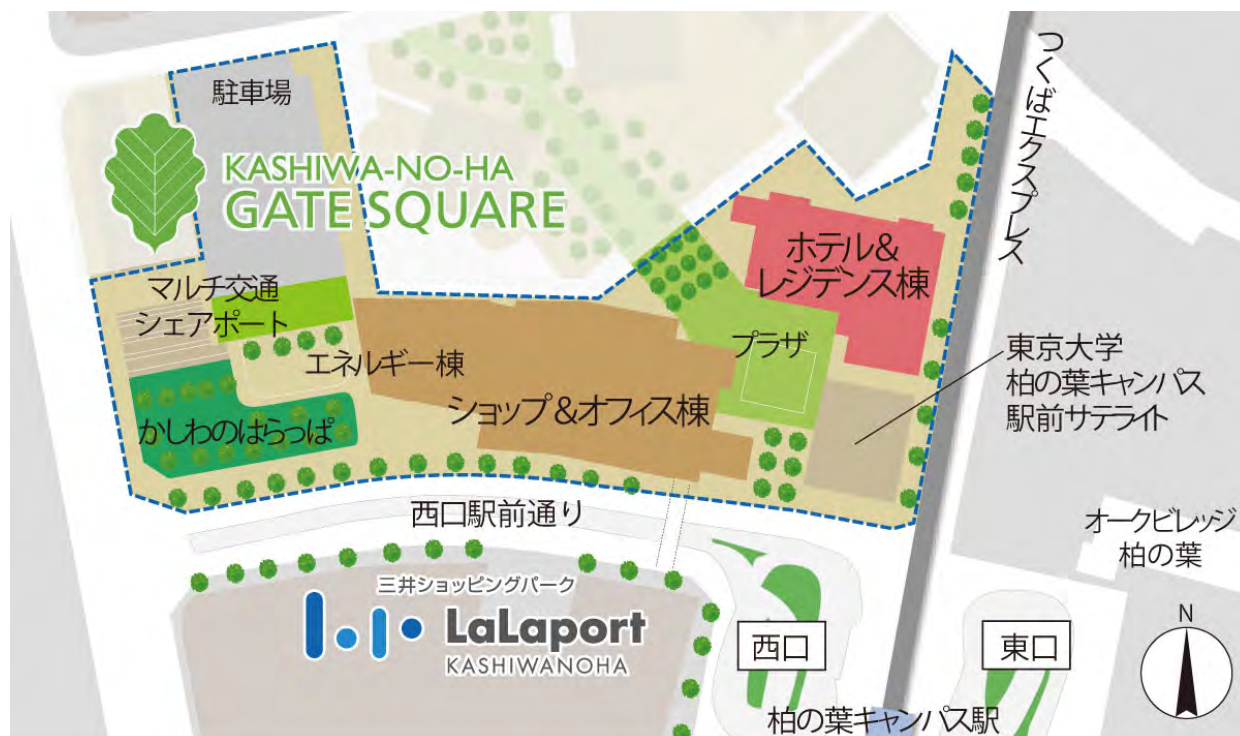 駐車場
KASHIWA-NO-HA
GATE SQUARE
つくばエクスプレス
ホテル&
レジデンス棟
マルチ交通
シェアポート
プラザ
エネルギー棟
東京大学
柏の葉キャンパス
駅前サテライト
ショップ&オフィス棟
かしわのはらっぱ
西口駅前通り
オークビレッジ
柏の葉
三井ショッピングパーク
LaLaport
KASHIWANOHA
西口
東口
N
柏の葉キャンパス駅